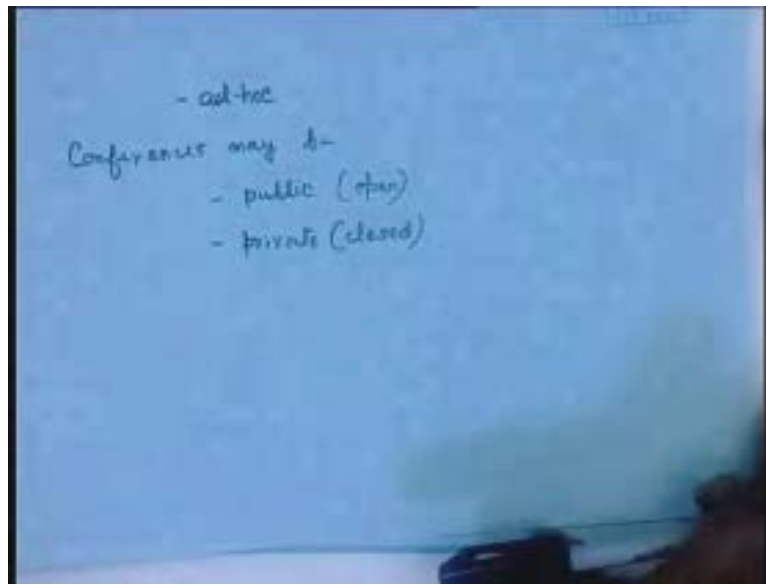 - ad-hoc
Conferences may be
- public (open)
- private (closed)